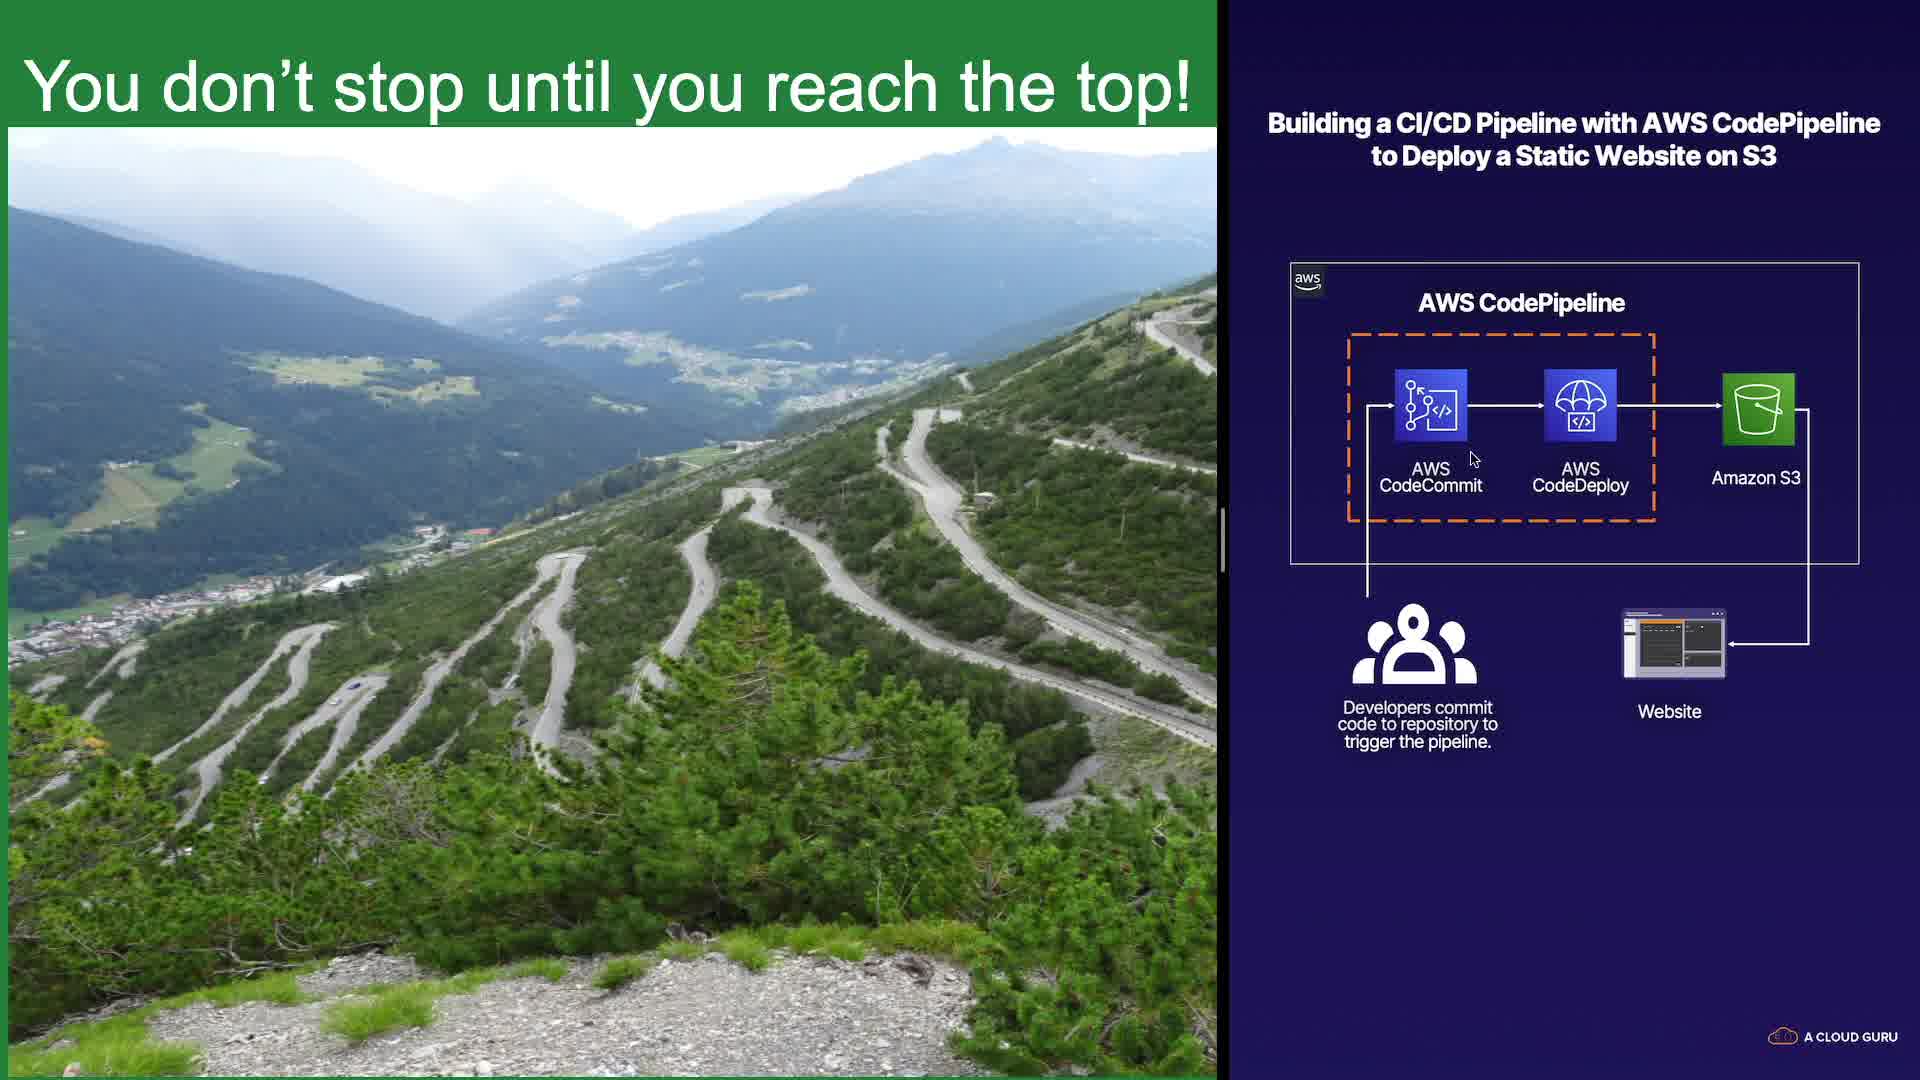 You don’t stop until you reach the top!
Building a CI/CD Pipeline with AWS CodePipeline
to Deploy a Static Website on S3
aws
AWS CodePipeline
AWS
CodeCommit
AWS
CodeDeploy
Amazon S3
Developers commit
code to repository to
trigger the pipeline.
Website
A CLOUD GURU